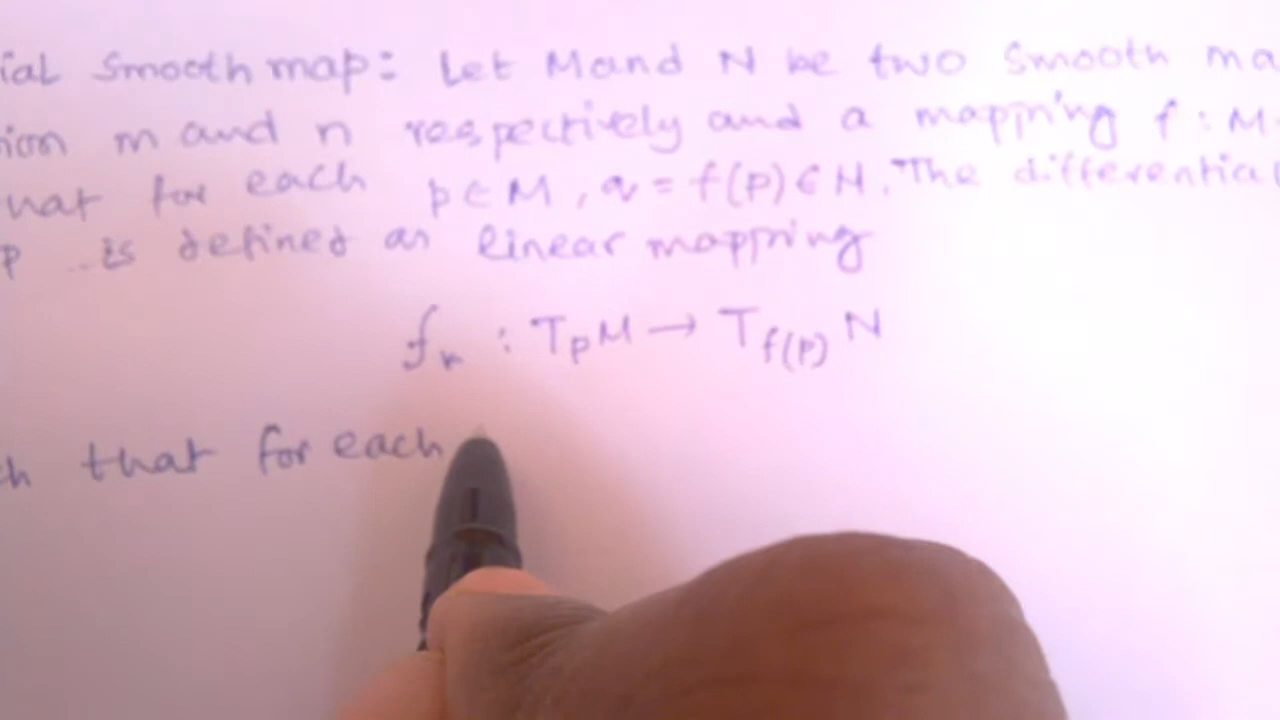 ial Smooth map: Let M and N be two Smooth ma
ion m and n respectively and a mapping f : M
hat for each p ∈ M, q = f(p) ∈ N. The differential
p is defined as linear mapping
f* : TpM → Tf(p) N
ch that for each